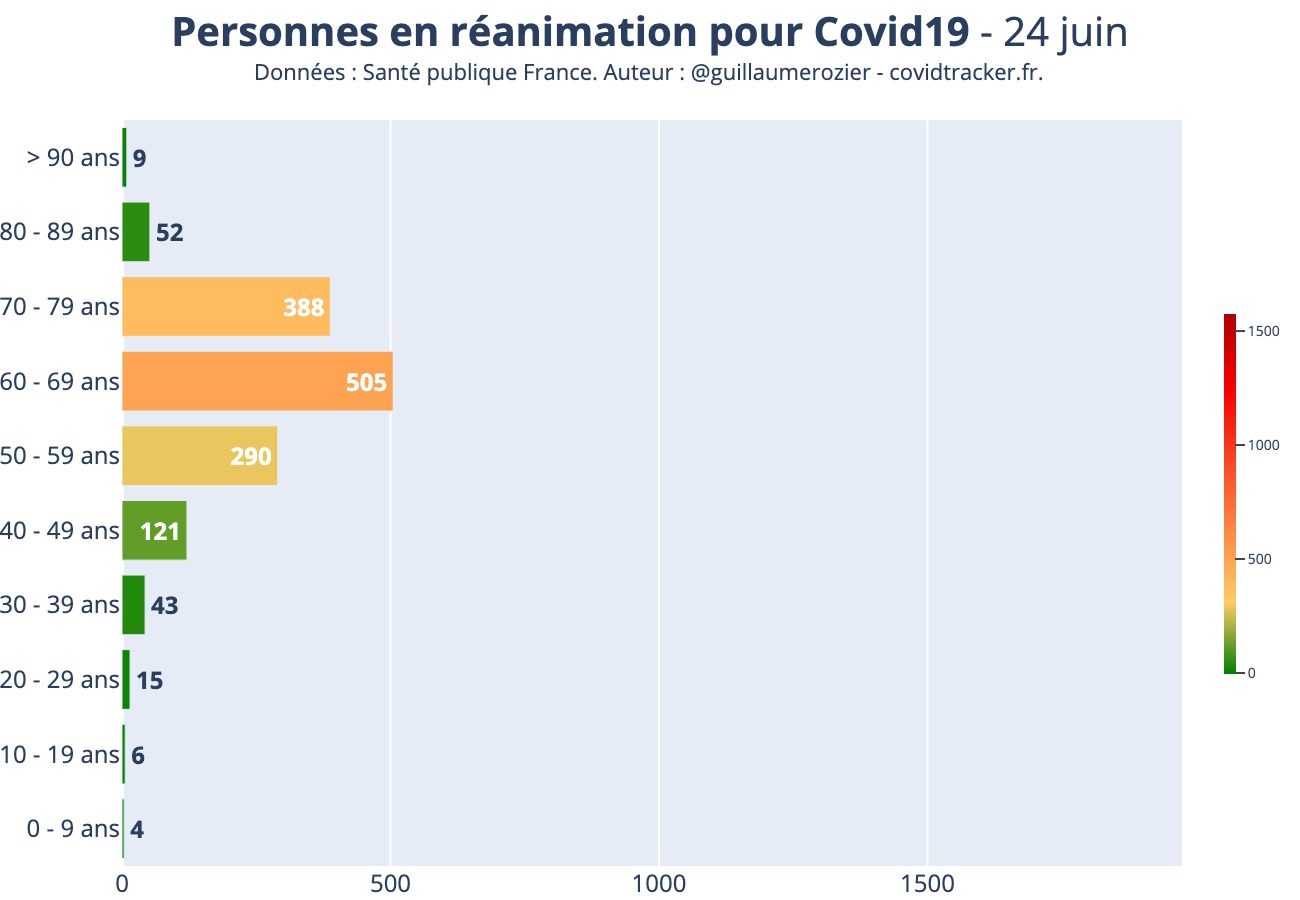 Personnes en réanimation pour Covid19 - 24 juin
Données : Santé publique France. Auteur : @guillaumerozier - covidtracker.fr.
> 90 ans 9
80 - 89 ans 52
70 - 79 ans 388
60 - 69 ans 505
50 - 59 ans 290
40 - 49 ans 121
30 - 39 ans 43
20 - 29 ans 15
10 - 19 ans 6
0 - 9 ans 4
0 500 1000 1500
1500
1000
500
0